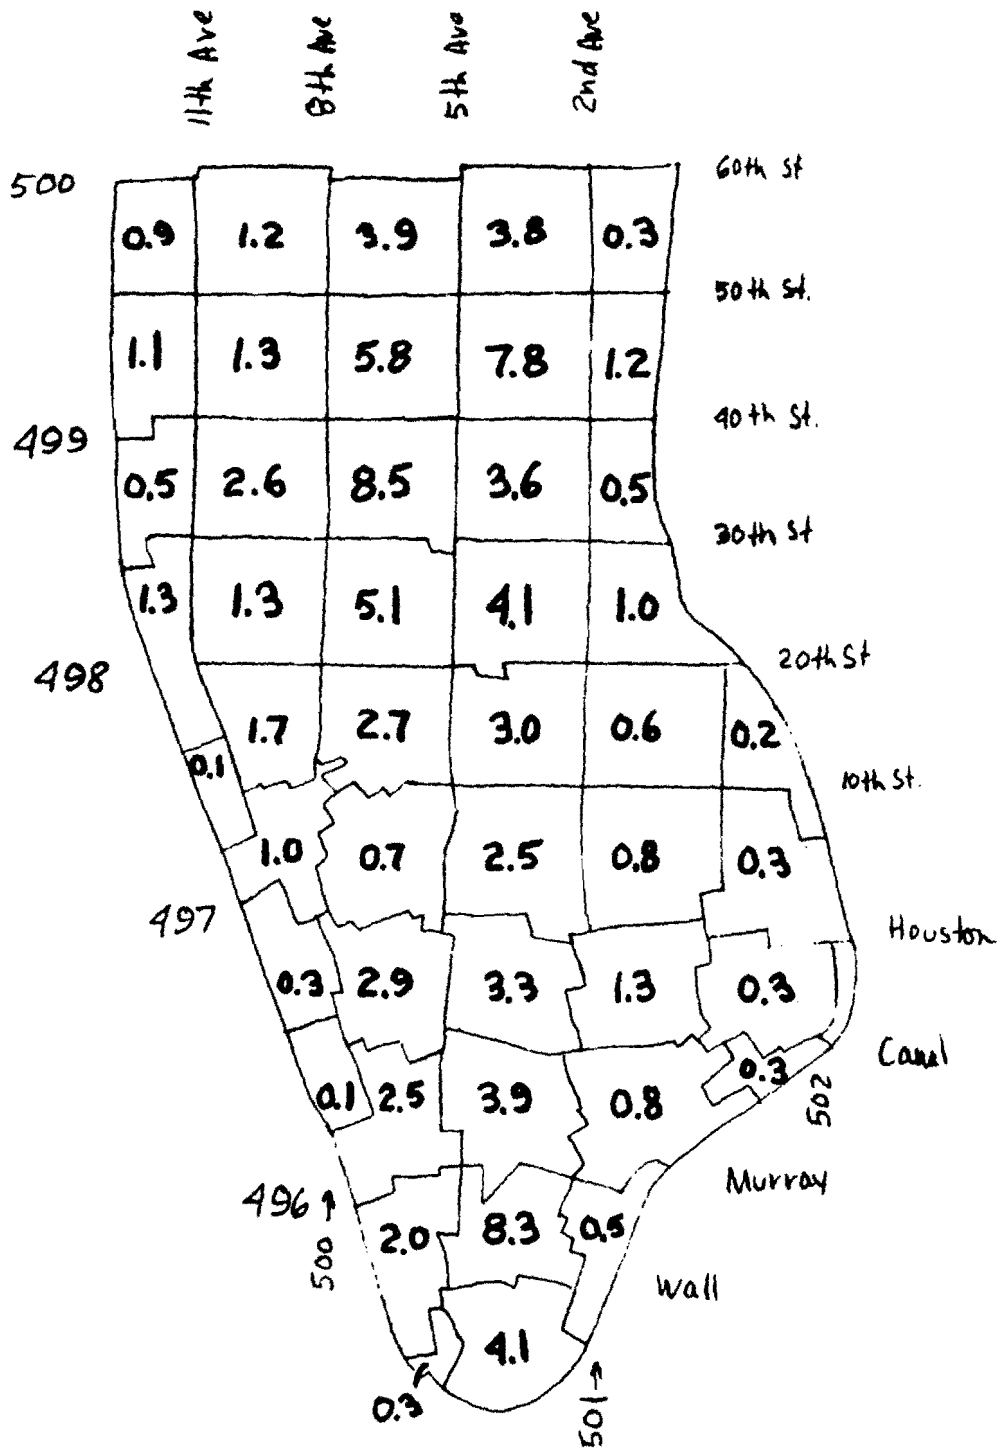 11th Ave 8th Ave 5th Ave 2nd Ave
60th St
500
0.9 1.2 3.9 3.8 0.3
50th St.
1.1 1.3 5.8 7.8 1.2
40th St.
499
0.5 2.6 8.5 3.6 0.5
30th St
1.3 1.3 5.1 4.1 1.0
20th St
498
1.7 2.7 3.0 0.6 0.2
0.1
10th St.
1.0 0.7 2.5 0.8 0.3
497
Houston
0.3 2.9 3.3 1.3 0.3
Canal
0.1 2.5 3.9 0.8 0.3
502
Murray
496
500
2.0 8.3 0.5
Wall
4.1
0.3
501